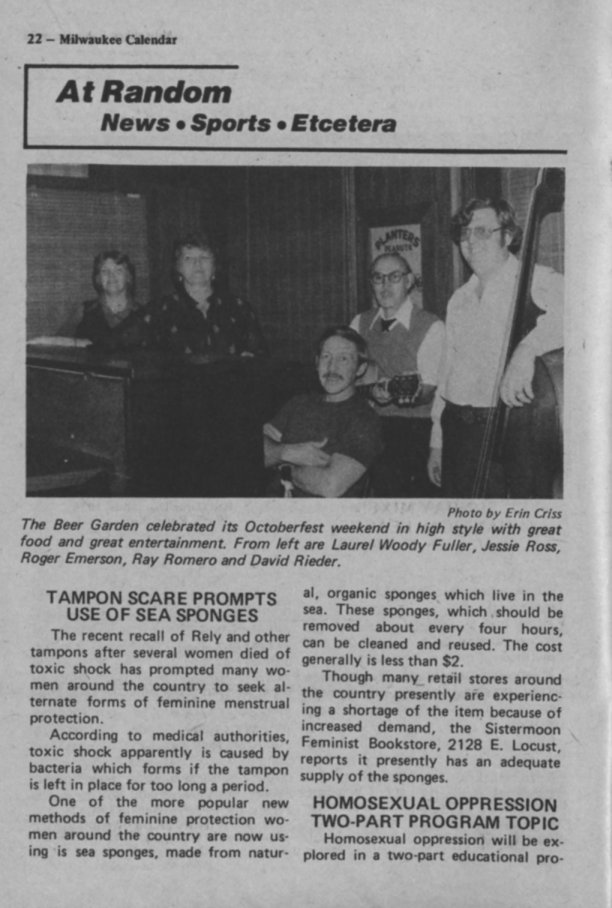 22 – Milwaukee Calendar
At Random
News • Sports • Etcetera
PLANTERS
PEANUTS
Photo by Erin Criss
The Beer Garden celebrated its Octoberfest weekend in high style with great
food and great entertainment. From left are Laurel Woody Fuller, Jessie Ross,
Roger Emerson, Ray Romero and David Rieder.
TAMPON SCARE PROMPTS
USE OF SEA SPONGES
The recent recall of Rely and other
tampons after several women died of
toxic shock has prompted many wo-
men around the country to seek al-
ternate forms of feminine menstrual
protection.
According to medical authorities,
toxic shock apparently is caused by
bacteria which forms if the tampon
is left in place for too long a period.
One of the more popular new
methods of feminine protection wo-
men around the country are now us-
ing is sea sponges, made from natur-
al, organic sponges which live in the
sea. These sponges, which should be
removed about every four hours,
can be cleaned and reused. The cost
generally is less than $2.
Though many retail stores around
the country presently are experienc-
ing a shortage of the item because of
increased demand, the Sistermoon
Feminist Bookstore, 2128 E. Locust,
reports it presently has an adequate
supply of the sponges.
HOMOSEXUAL OPPRESSION
TWO-PART PROGRAM TOPIC
Homosexual oppression will be ex-
plored in a two-part educational pro-